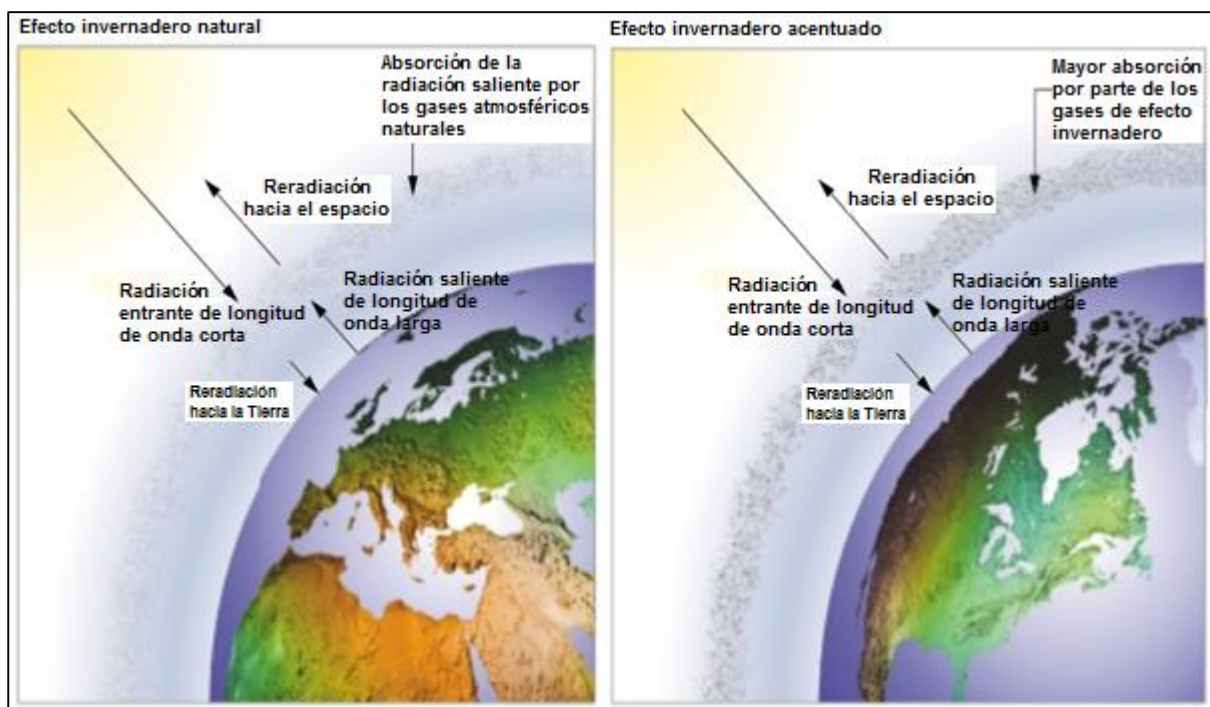 Efecto invernadero natural
Absorción de la
radiación saliente por
los gases atmosféricos
naturales
Reradiación
hacia el espacio
Radiación
entrante de longitud
de onda corta
Radiación saliente
de longitud de
onda larga
Reradiación
hacia la Tierra
Efecto invernadero acentuado
Mayor absorción
por parte de los
gases de efecto
invernadero
Reradiación
hacia el espacio
Radiación
entrante de longitud
de onda corta
Radiación saliente
de longitud de
onda larga
Reradiación
hacia la Tierra